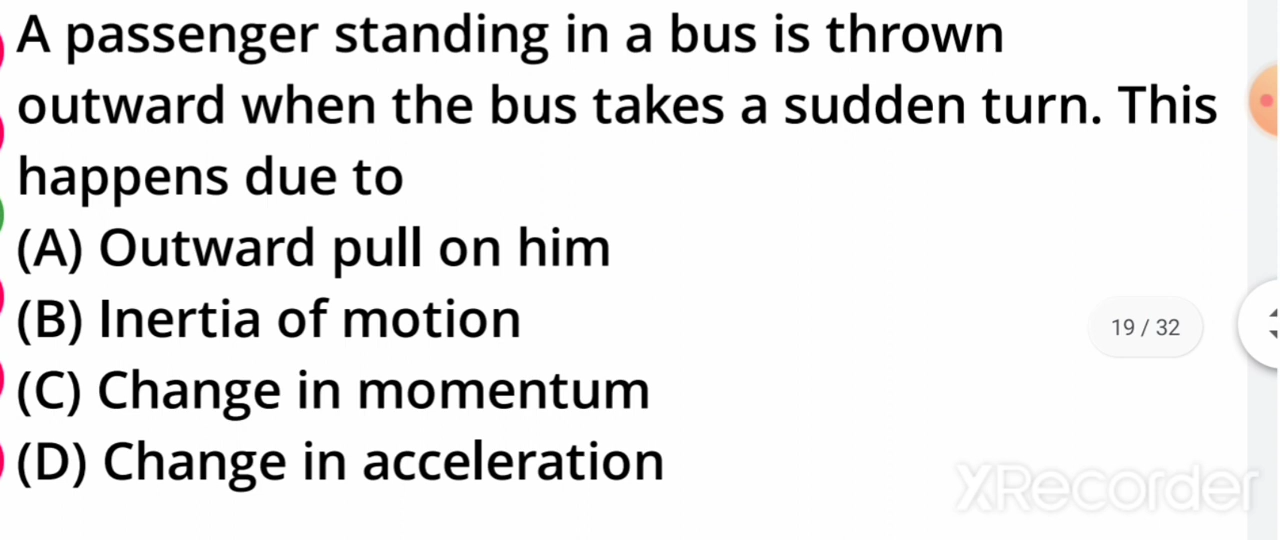 A passenger standing in a bus is thrown
outward when the bus takes a sudden turn. This
happens due to
(A) Outward pull on him
(B) Inertia of motion
19 / 32
(C) Change in momentum
(D) Change in acceleration
XRecorder